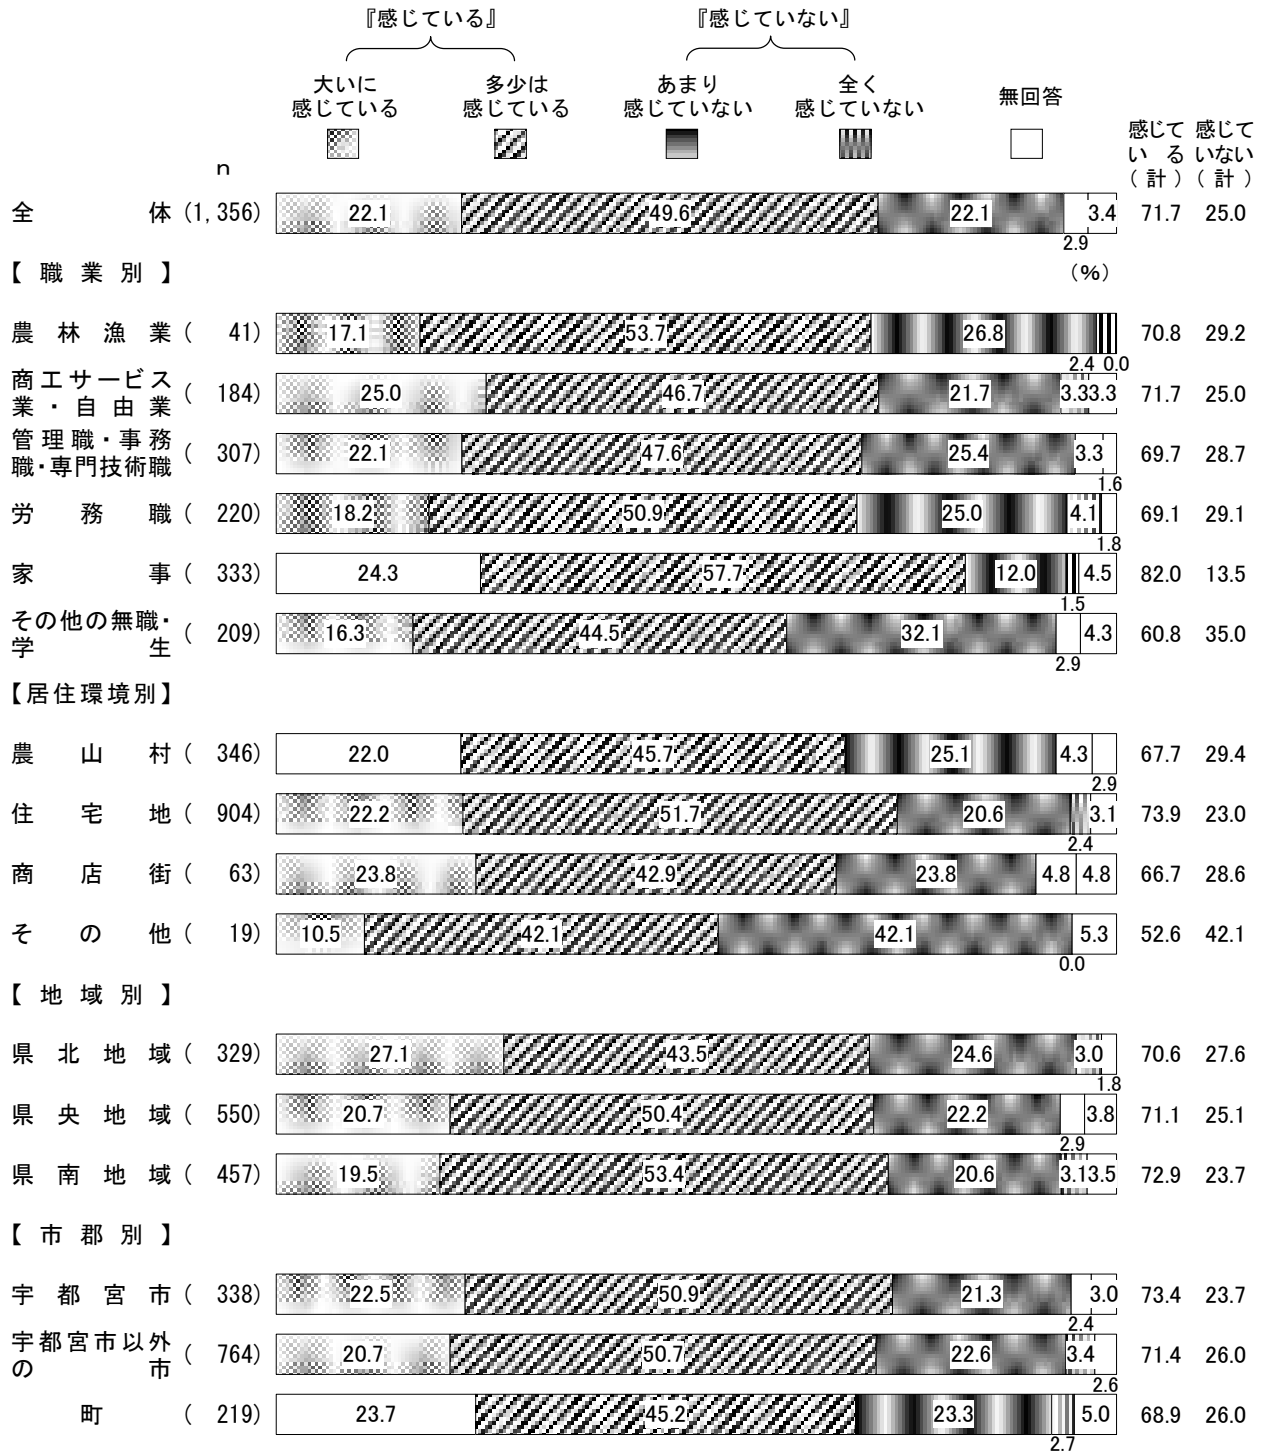 『感じている』 『感じていない』
大いに 多少は あまり 全く
感じている 感じている 感じていない 感じていない 無回答
感じて 感じて
い る いない
n (計) (計)
全 体 (1,356) 22.1 49.6 22.1 3.4 71.7 25.0
2.9
【職業別】 (%)
農林漁業 ( 41) 17.1 53.7 26.8 70.8 29.2
2.4 0.0
商工サービス
業・自由業 ( 184) 25.0 46.7 21.7 3.3 3.3 71.7 25.0
管理職・事務
職・専門技術職 ( 307) 22.1 47.6 25.4 3.3 69.7 28.7
1.6
労務職 ( 220) 18.2 50.9 25.0 4.1 69.1 29.1
1.8
家事 ( 333) 24.3 57.7 12.0 4.5 82.0 13.5
1.5
その他の無職・
学生 ( 209) 16.3 44.5 32.1 4.3 60.8 35.0
2.9
【居住環境別】
農山村 ( 346) 22.0 45.7 25.1 4.3 67.7 29.4
2.9
住宅地 ( 904) 22.2 51.7 20.6 3.1 73.9 23.0
2.4
商店街 ( 63) 23.8 42.9 23.8 4.8 4.8 66.7 28.6
その他 ( 19) 10.5 42.1 42.1 5.3 52.6 42.1
0.0
【地域別】
県北地域 ( 329) 27.1 43.5 24.6 3.0 70.6 27.6
1.8
県央地域 ( 550) 20.7 50.4 22.2 3.8 71.1 25.1
2.9
県南地域 ( 457) 19.5 53.4 20.6 3.1 3.5 72.9 23.7
【市郡別】
宇都宮市 ( 338) 22.5 50.9 21.3 3.0 73.4 23.7
2.4
宇都宮市以外
の市 ( 764) 20.7 50.7 22.6 3.4 71.4 26.0
2.6
町 ( 219) 23.7 45.2 23.3 5.0 68.9 26.0
2.7